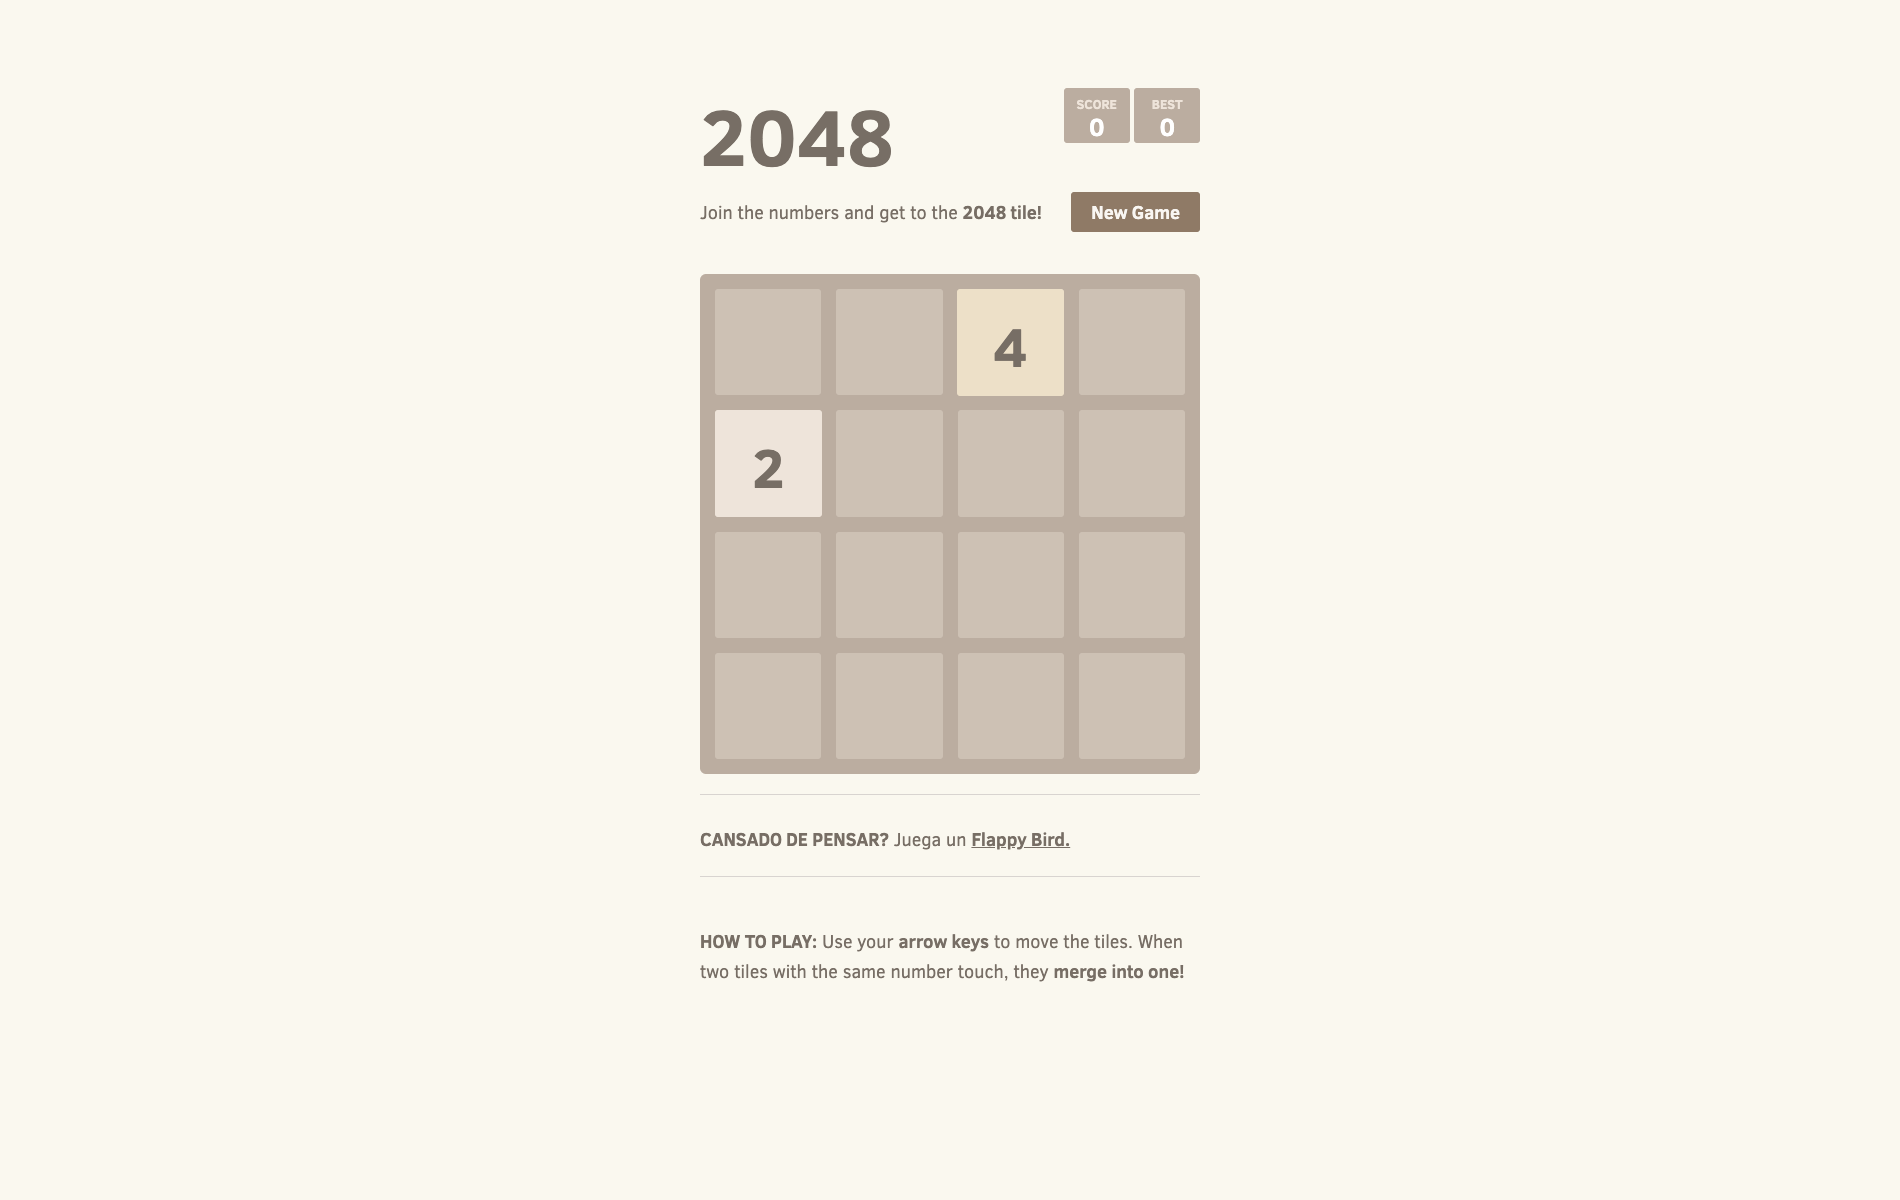 2048
SCORE
0
BEST
0
Join the numbers and get to the 2048 tile!
New Game
4
2
CANSADO DE PENSAR? Juega un Flappy Bird.
HOW TO PLAY: Use your arrow keys to move the tiles. When
two tiles with the same number touch, they merge into one!